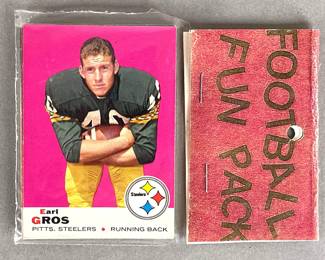 Steelers
Earl
GROS
PITTS. STEELERS • RUNNING BACK
FOOTBALL
FUN PACK